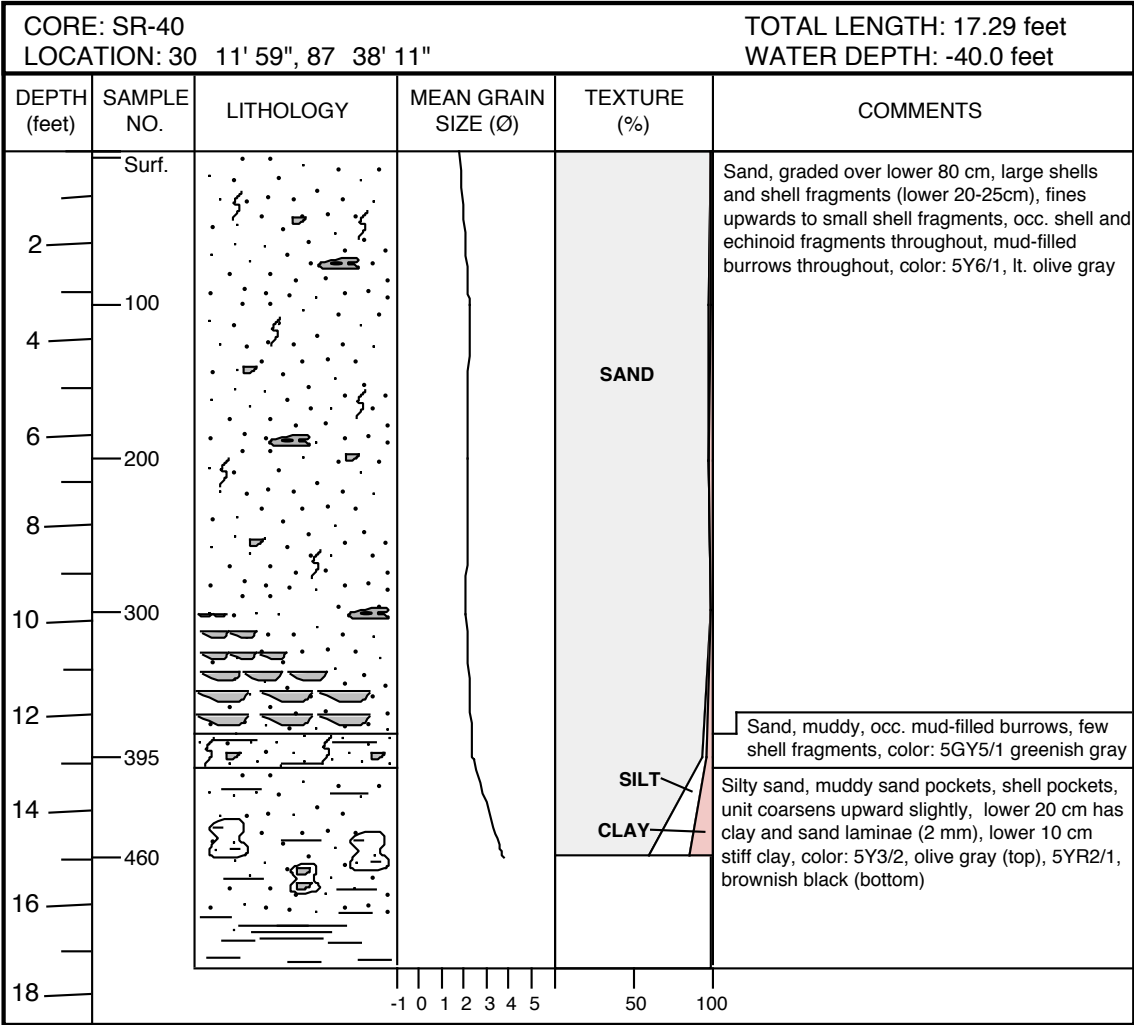 CORE: SR-40
LOCATION: 30 11' 59", 87 38' 11"
TOTAL LENGTH: 17.29 feet
WATER DEPTH: -40.0 feet
DEPTH
(feet)
SAMPLE
NO.
LITHOLOGY
MEAN GRAIN
SIZE (Ø)
TEXTURE
(%)
COMMENTS
2
4
6
8
10
12
14
16
18
Surf.
100
200
300
395
460
SAND
SILT
CLAY
Sand, graded over lower 80 cm, large shells
and shell fragments (lower 20-25cm), fines
upwards to small shell fragments, occ. shell and
echinoid fragments throughout, mud-filled
burrows throughout, color: 5Y6/1, lt. olive gray
Sand, muddy, occ. mud-filled burrows, few
shell fragments, color: 5GY5/1 greenish gray
Silty sand, muddy sand pockets, shell pockets,
unit coarsens upward slightly, lower 20 cm has
clay and sand laminae (2 mm), lower 10 cm
stiff clay, color: 5Y3/2, olive gray (top), 5YR2/1,
brownish black (bottom)
-1 0 1 2 3 4 5
50 100